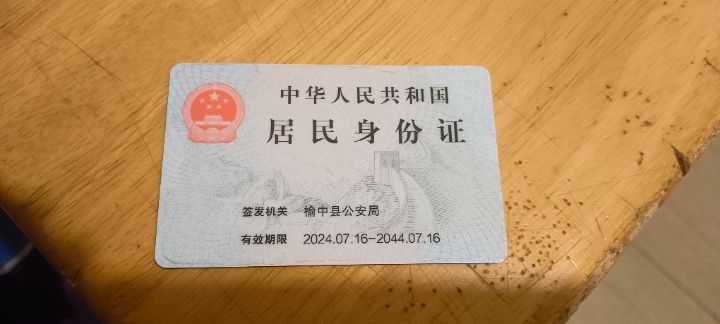 中华人民共和国
居民身份证
签发机关 榆中县公安局
有效期限 2024.07.16-2044.07.16